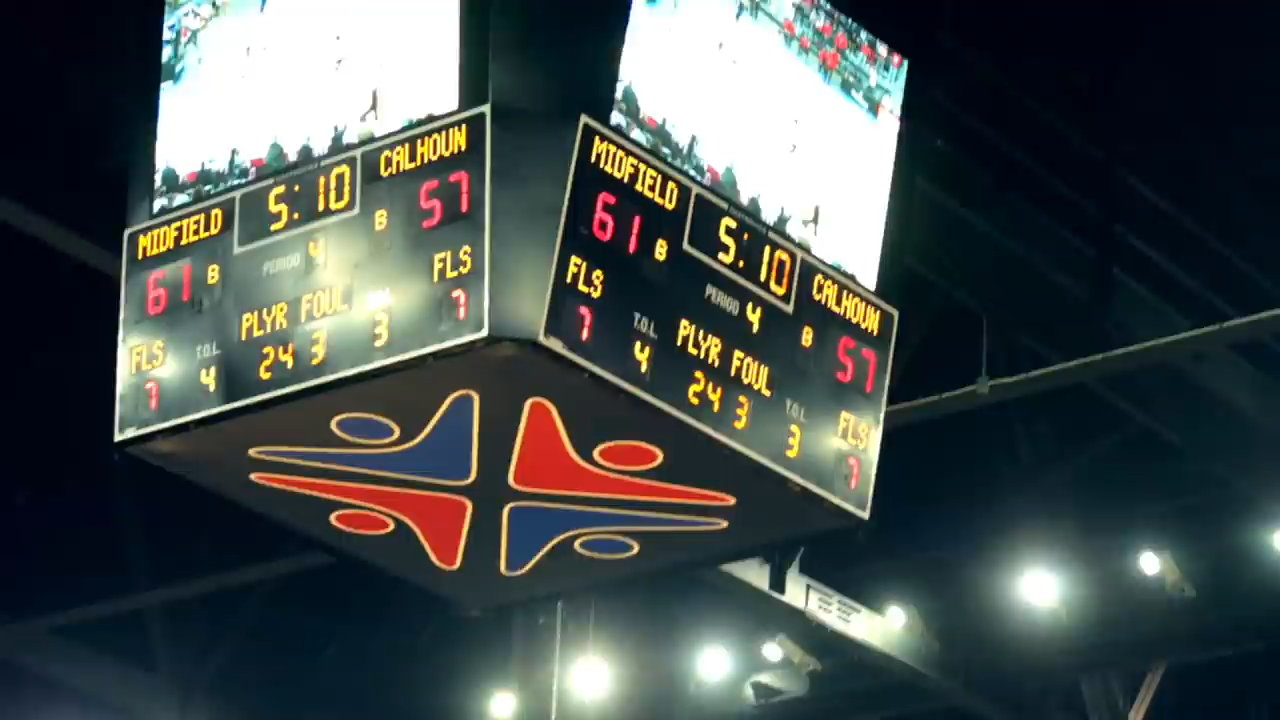 MIDFIELD 5:10 CALHOUN
61 B B 57
PERIOD 4
FLS PLYR FOUL T.O.L. FLS
7 T.O.L. 4 24 3 3 7
MIDFIELD 5:10 CALHOUN
61 B B 57
PERIOD 4
FLS T.O.L. PLYR FOUL T.O.L. FLS
7 4 24 3 3 7